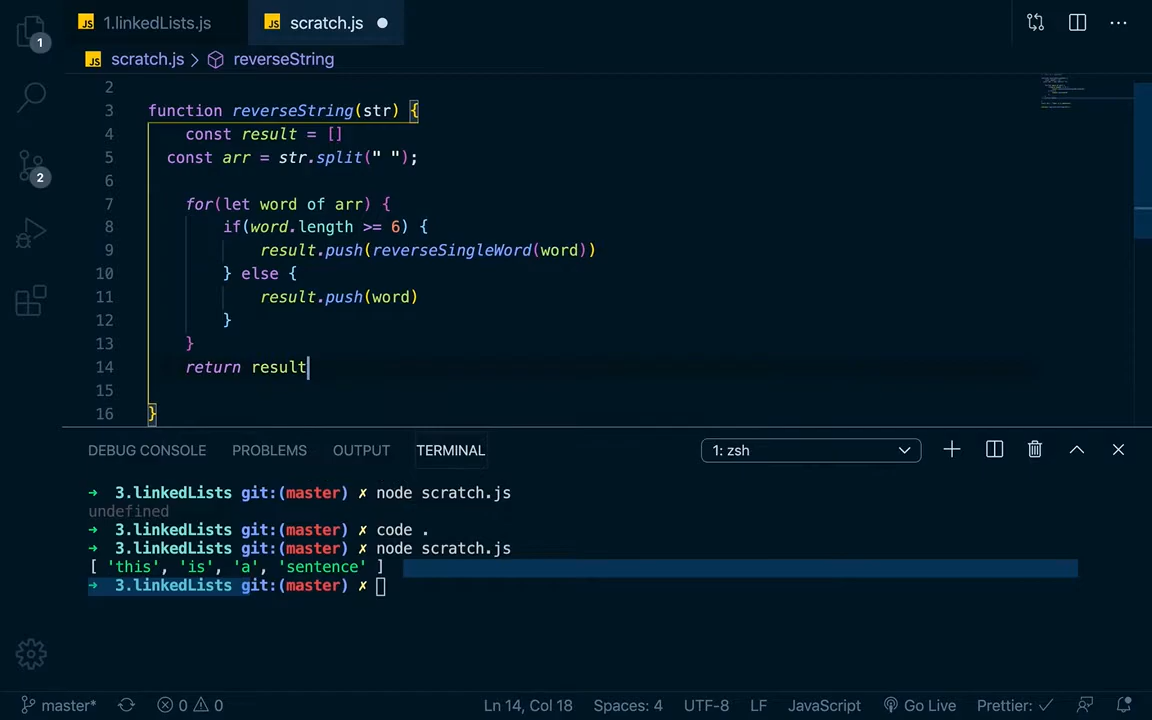 1
JS 1.linkedLists.js
JS scratch.js
JS scratch.js > reverseString
2
3 function reverseString(str) {
4 const result = []
5 const arr = str.split(" ");
6
7 for(let word of arr) {
8 if(word.length >= 6) {
9 result.push(reverseSingleWord(word))
10 } else {
11 result.push(word)
12 }
13 }
14 return result
15
16 }
2
DEBUG CONSOLE PROBLEMS OUTPUT TERMINAL 1: zsh
➜ 3.linkedLists git:(master) ✗ node scratch.js
undefined
➜ 3.linkedLists git:(master) ✗ code .
➜ 3.linkedLists git:(master) ✗ node scratch.js
[ 'this', 'is', 'a', 'sentence' ]
➜ 3.linkedLists git:(master) ✗
master* 0 0 Ln 14, Col 18 Spaces: 4 UTF-8 LF JavaScript Go Live Prettier: ✓